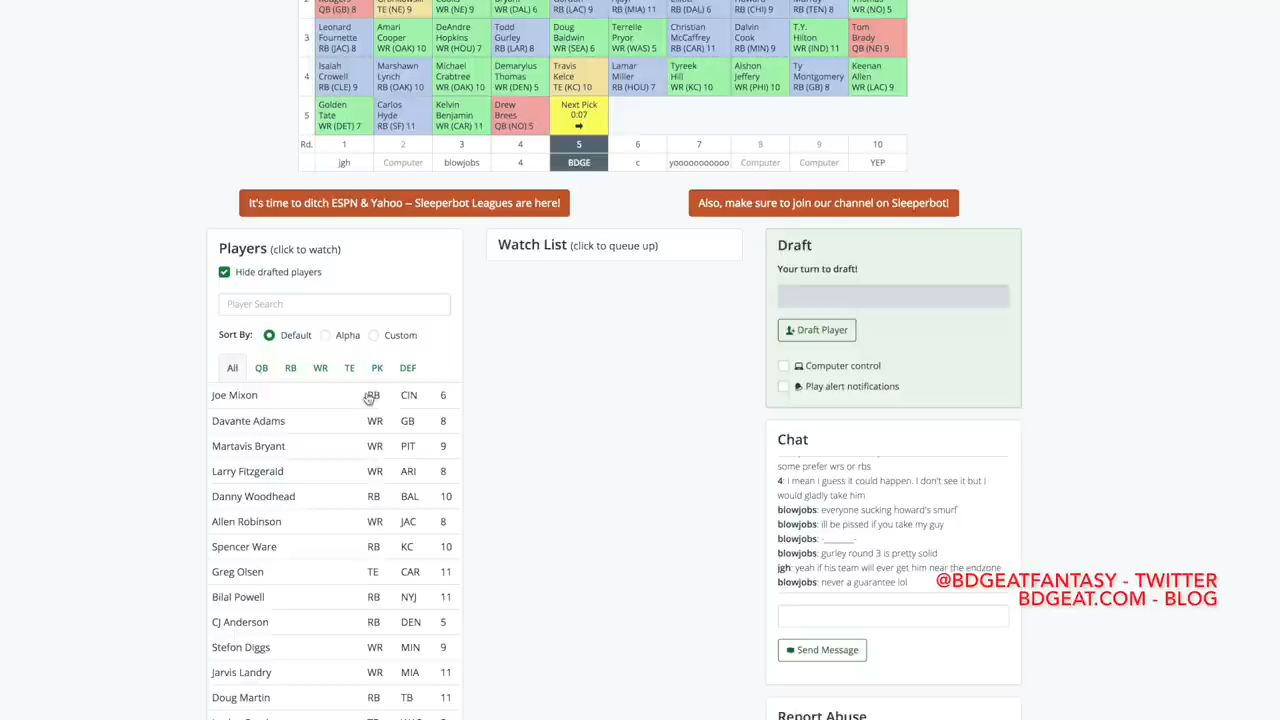 2 Rodgers Gronkowski Cooks Bryant Gordon Ajayi Elliott Howard Murray Thomas
QB (GB) 8 TE (NE) 9 WR (NE) 9 WR (DAL) 6 RB (LAC) 9 RB (MIA) 11 RB (DAL) 6 RB (CHI) 9 RB (TEN) 8 WR (NO) 5
Leonard Amari DeAndre Todd Doug Terrelle Christian Dalvin T.Y. Tom
3 Fournette Cooper Hopkins Gurley Baldwin Pryor McCaffrey Cook Hilton Brady
RB (JAC) 8 WR (OAK) 10 WR (HOU) 7 RB (LAR) 8 WR (SEA) 6 WR (WAS) 5 RB (CAR) 11 RB (MIN) 9 WR (IND) 11 QB (NE) 9
Isaiah Marshawn Michael Demaryius Travis Lamar Tyreek Alshon Ty Keenan
4 Crowell Lynch Crabtree Thomas Kelce Miller Hill Jeffery Montgomery Allen
RB (CLE) 9 RB (OAK) 10 WR (OAK) 10 WR (DEN) 5 TE (KC) 10 RB (HOU) 7 WR (KC) 10 WR (PHI) 10 RB (GB) 8 WR (LAC) 9
Golden Carlos Kelvin Drew Next Pick
5 Tate Hyde Benjamin Brees 0:07
WR (DET) 7 RB (SF) 11 WR (CAR) 11 QB (NO) 5
Rd. 1 2 3 4 5 6 7 8 9 10
jgh Computer blowjobs 4 BDGE c yooooooooooo Computer Computer YEP
It's time to ditch ESPN & Yahoo – Sleeperbot Leagues are here!
Also, make sure to join our channel on Sleeperbot!
Players (click to watch)
Hide drafted players
Player Search
Sort By: Default Alpha Custom
All QB RB WR TE PK DEF
Joe Mixon RB CIN 6
Davante Adams WR GB 8
Martavis Bryant WR PIT 9
Larry Fitzgerald WR ARI 8
Danny Woodhead RB BAL 10
Allen Robinson WR JAC 8
Spencer Ware RB KC 10
Greg Olsen TE CAR 11
Bilal Powell RB NYJ 11
CJ Anderson RB DEN 5
Stefon Diggs WR MIN 9
Jarvis Landry WR MIA 11
Doug Martin RB TB 11
Watch List (click to queue up)
Draft
Your turn to draft!
Draft Player
Computer control
Play alert notifications
Chat
some prefer wrs or rbs
4: i mean I guess it could happen. I don't see it but i
would gladly take him
blowjobs: everyone sucking howard's smurf
blowjobs: ill be pissed if you take my guy
blowjobs: -_______-
blowjobs: gurley round 3 is pretty solid
jgh: yeah if his team will ever get him near the endzone
blowjobs: never a guarantee lol
@BDGEATFANTASY - TWITTER
BDGEAT.COM - BLOG
Send Message
Report Abuse